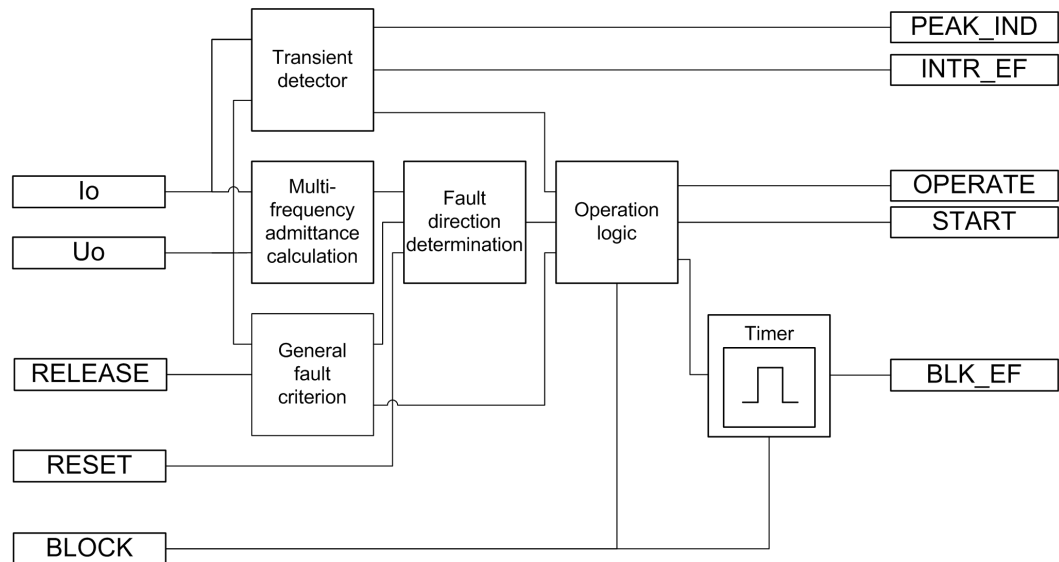 Transient
detector
PEAK_IND
INTR_EF
Io
Uo
Multi-
frequency
admittance
calculation
Fault
direction
determination
Operation
logic
OPERATE
START
RELEASE
General
fault
criterion
Timer
BLK_EF
RESET
BLOCK